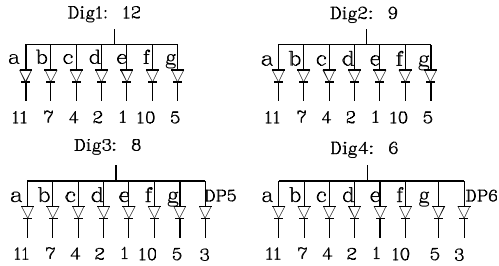 Dig1: 12 Dig2: 9
a b c d e f g a b c d e f g
11 7 4 2 1 10 5 11 7 4 2 1 10 5
Dig3: 8 Dig4: 6
a b c d e f g DP5 a b c d e f g DP6
11 7 4 2 1 10 5 3 11 7 4 2 1 10 5 3